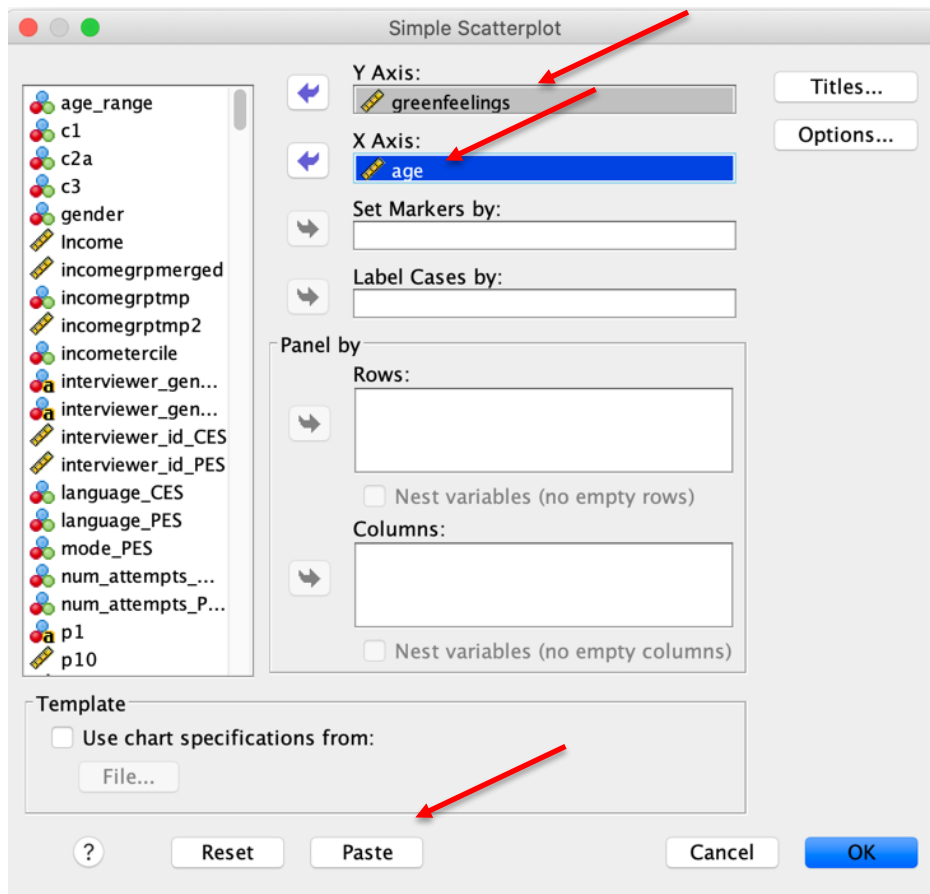 Simple Scatterplot
age_range
c1
c2a
c3
gender
Income
incomegrpmerged
incomegrptmp
incomegrptmp2
incometercile
interviewer_gen...
interviewer_gen...
interviewer_id_CES
interviewer_id_PES
language_CES
language_PES
mode_PES
num_attempts_...
num_attempts_P...
p1
p10
Y Axis:
greenfeelings
X Axis:
age
Set Markers by:
Label Cases by:
Panel by
Rows:
Nest variables (no empty rows)
Columns:
Nest variables (no empty columns)
Titles...
Options...
Template
Use chart specifications from:
File...
?
Reset
Paste
Cancel
OK